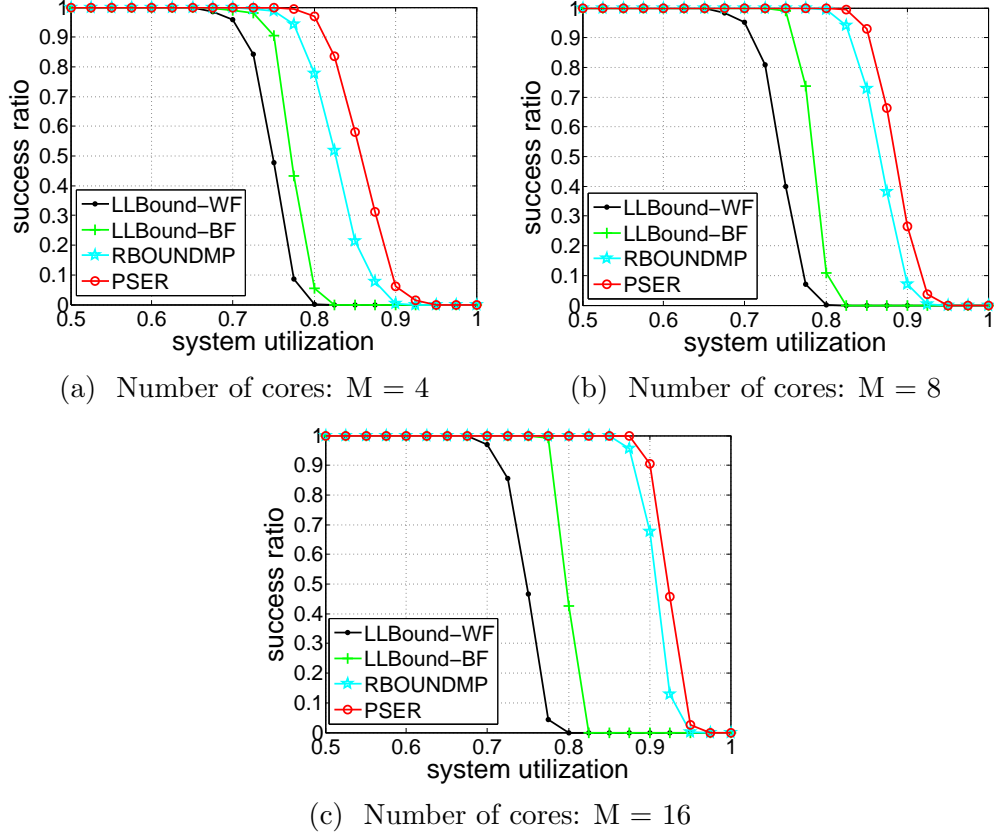 1
0.9
0.8
0.7
0.6
0.5
0.4
0.3
0.2
0.1
0
success ratio
LLBound-WF
LLBound-BF
RBOUNDMP
PSER
0.5 0.6 0.7 0.8 0.9 1
system utilization
(a) Number of cores: M = 4
1
0.9
0.8
0.7
0.6
0.5
0.4
0.3
0.2
0.1
0
success ratio
LLBound-WF
LLBound-BF
RBOUNDMP
PSER
0.5 0.6 0.7 0.8 0.9 1
system utilization
(b) Number of cores: M = 8
1
0.9
0.8
0.7
0.6
0.5
0.4
0.3
0.2
0.1
0
success ratio
LLBound-WF
LLBound-BF
RBOUNDMP
PSER
0.5 0.6 0.7 0.8 0.9 1
system utilization
(c) Number of cores: M = 16